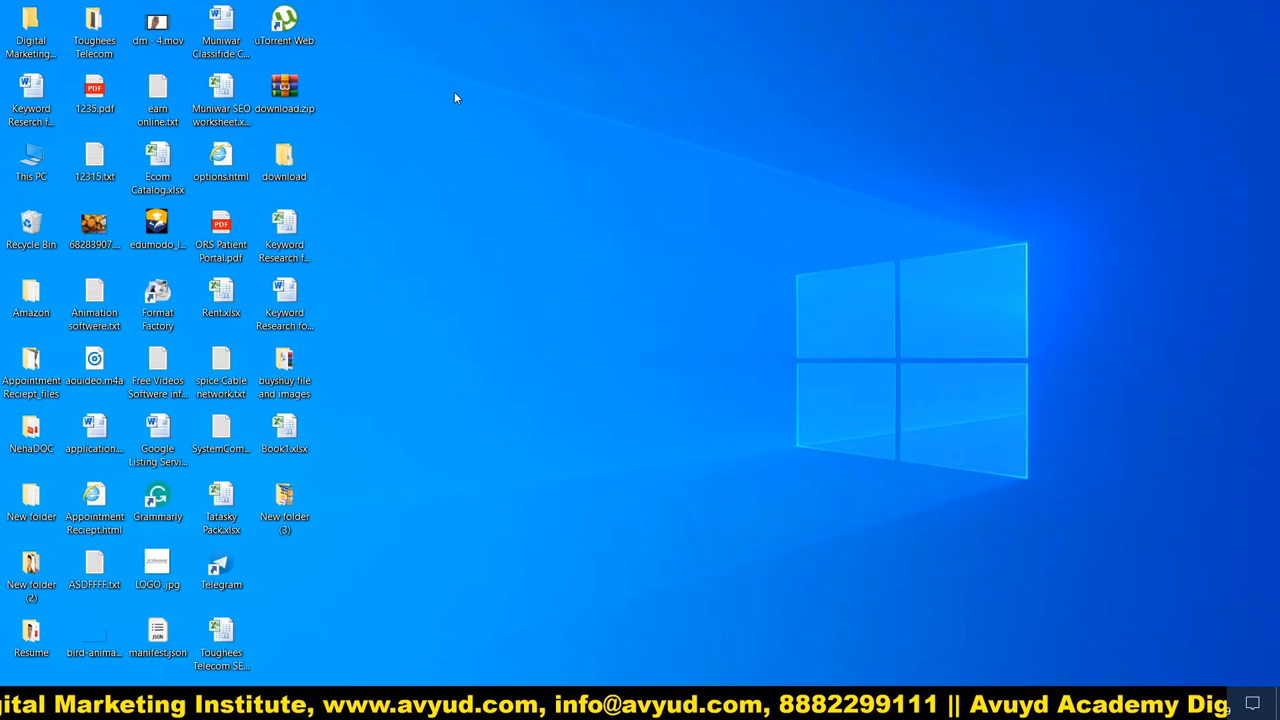 Digital
Marketing...
Toughees
Telecom
dm - 4.mov
Muniwar
Classifide C...
uTorrent Web
Keyword
Reserch f...
1235.pdf
earn
online.txt
Muniwar SEO
worksheet.x...
download.zip
This PC
12315.txt
Ecom
Catalog.xlsx
options.html
download
Recycle Bin
68283907_...
edumodo_l...
ORS Patient
Portal.pdf
Keyword
Research f...
Amazon
Animation
softwere.txt
Format
Factory
Rent.xlsx
Keyword
Research fo...
Appointment
Reciept_files
aouideo.m4a
Free Videos
Softwere inf...
spice Cable
network.txt
buyshuy file
and images
NehaDOC
application...
Google
Listing Servi...
SystemCom...
Book1.xlsx
New folder
Appointment
Reciept.html
Grammarly
Tatasky
Pack.xlsx
New folder
(3)
New folder
(2)
ASDFFFF.txt
LOGO .jpg
Telegram
Resume
bird-anima...
manifest.json
Toughees
Telecom SE...
gital Marketing Institute, www.avyud.com, info@avyud.com, 8882299111 || Avuyd Academy Dig